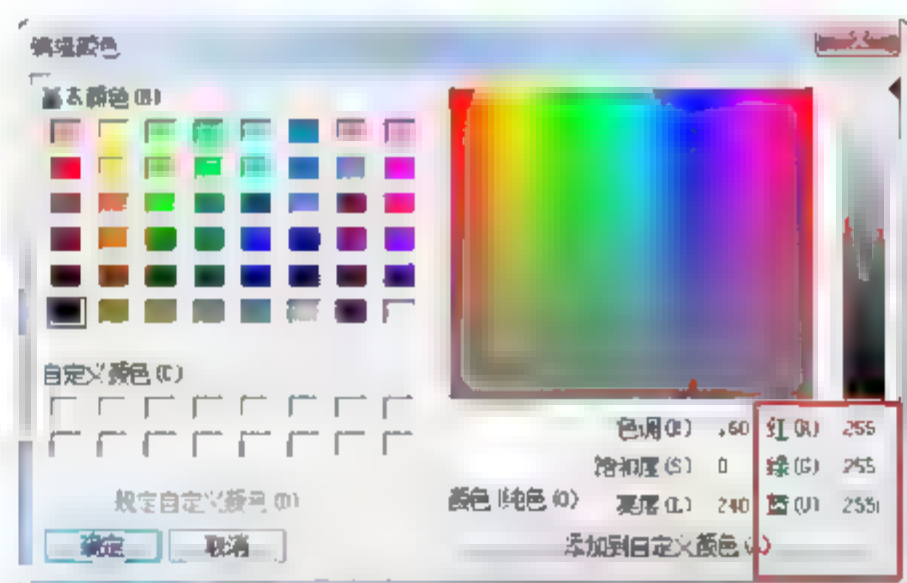 编辑颜色
基本颜色(B)
自定义颜色(C)
规定自定义颜色(D)
确定 取消
颜色|纯色(O)
色调(E) 160 红(R) 255
饱和度(S) 0 绿(G) 255
亮度(L) 240 蓝(U) 255
添加到自定义颜色(A)